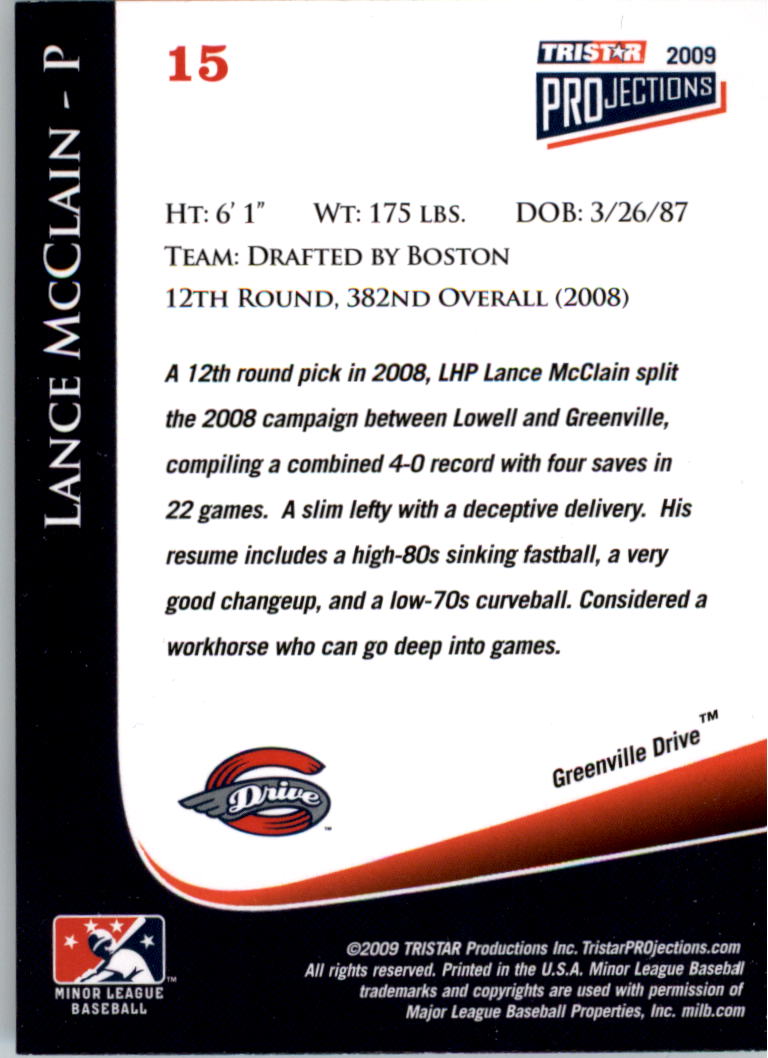 LANCE MCCLAIN - P
15
TRISTAR 2009
PROJECTIONS
HT: 6' 1" WT: 175 LBS. DOB: 3/26/87
TEAM: DRAFTED BY BOSTON
12TH ROUND, 382ND OVERALL (2008)
A 12th round pick in 2008, LHP Lance McClain split
the 2008 campaign between Lowell and Greenville,
compiling a combined 4-0 record with four saves in
22 games. A slim lefty with a deceptive delivery. His
resume includes a high-80s sinking fastball, a very
good changeup, and a low-70s curveball. Considered a
workhorse who can go deep into games.
Drive™
Greenville Drive™
MINOR LEAGUE™
BASEBALL
©2009 TRISTAR Productions Inc. TristarPROjections.com
All rights reserved. Printed in the U.S.A. Minor League Baseball
trademarks and copyrights are used with permission of
Major League Baseball Properties, Inc. milb.com